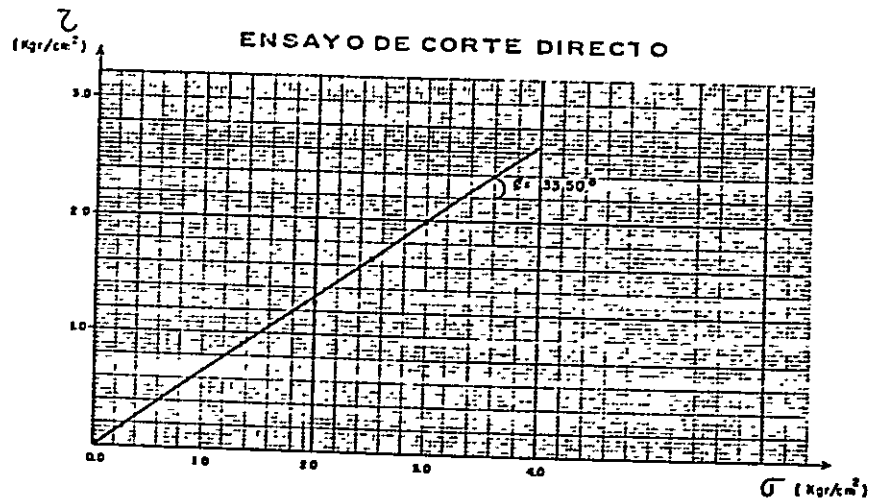 τ
(Kgr/cm²)
ENSAYO DE CORTE DIRECTO
3.0
2.0
1.0
Ø= 33.50°
0.0 1.0 2.0 3.0 4.0
σ (Kgr/cm²)